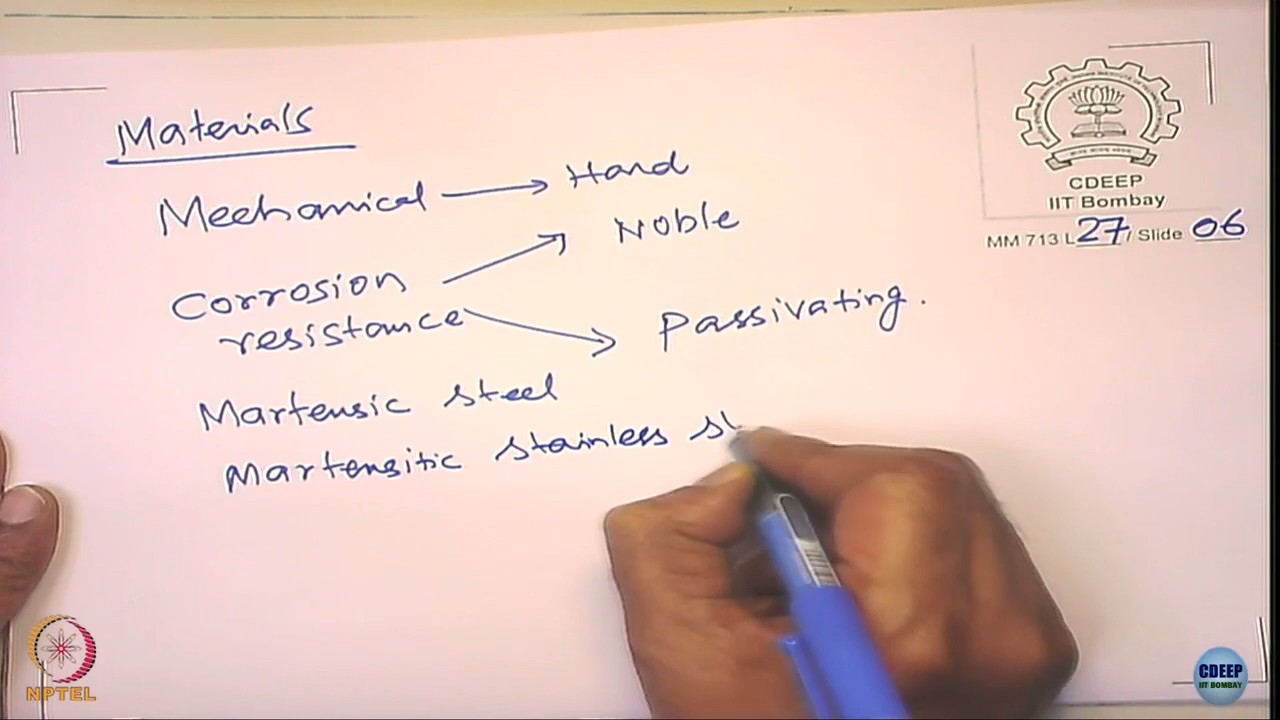 Materials
Mechanical → Hard
Noble
Corrosion
resistance → Passivating.
Martensic steel
Martensitic stainless st
CDEEP
IIT Bombay
MM 713 L 27 / Slide 06
NPTEL
CDEEP
IIT BOMBAY